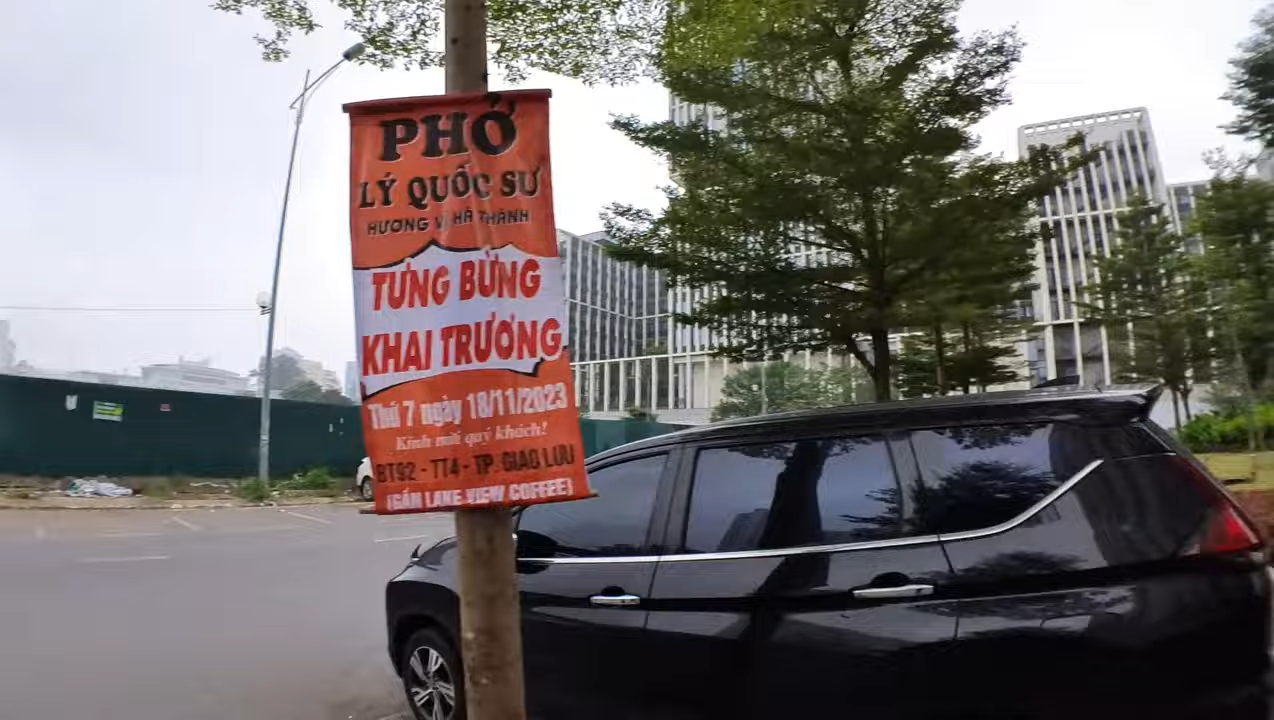 PHỞ
LÝ QUỐC SƯ
HƯƠNG VỊ HÀ THÀNH
TƯNG BỪNG
KHAI TRƯƠNG
Thứ 7 ngày 18/11/2023
Kính mời quý khách!
BT92 - TT4 - TP. GIAO LƯU
(GẦN LAKE VIEW COFFEE)